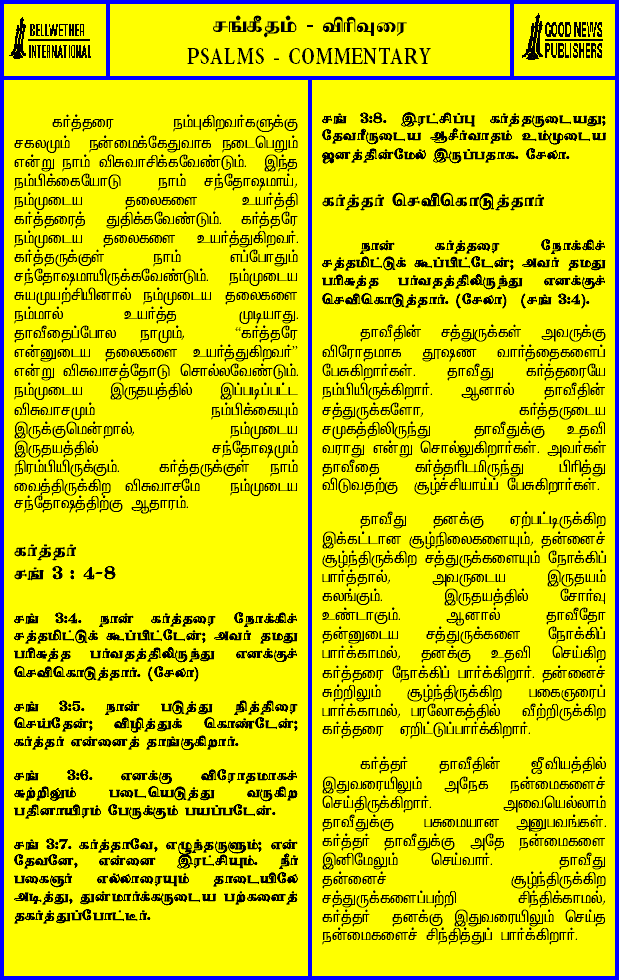 BELLWETHER
INTERNATIONAL
சங்கீதம் - விரிவுரை
PSALMS - COMMENTARY
GOOD NEWS
PUBLISHERS
கர்த்தரை நம்புகிறவர்களுக்கு
சகலமும் நன்மைக்கேதுவாக நடைபெறும்
என்று நாம் விசுவாசிக்கவேண்டும். இந்த
நம்பிக்கையோடு நாம் சந்தோஷமாய்,
நம்முடைய தலைகளை உயர்த்தி
கர்த்தரைத் துதிக்கவேண்டும். கர்த்தரே
நம்முடைய தலைகளை உயர்த்துகிறவர்.
கர்த்தருக்குள் நாம் எப்போதும்
சந்தோஷமாயிருக்கவேண்டும். நம்முடைய
சுயமுயற்சியினால் நம்முடைய தலைகளை
நம்மால் உயர்த்த முடியாது.
தாவீதைப்போல நாமும், “கர்த்தரே
என்னுடைய தலைகளை உயர்த்துகிறவர்”
என்று விசுவாசத்தோடு சொல்லவேண்டும்.
நம்முடைய இருதயத்தில் இப்படிப்பட்ட
விசுவாசமும் நம்பிக்கையும்
இருக்குமென்றால், நம்முடைய
இருதயத்தில் சந்தோஷமும்
நிரம்பியிருக்கும். கர்த்தருக்குள் நாம்
வைத்திருக்கிற விசுவாசமே நம்முடைய
சந்தோஷத்திற்கு ஆதாரம்.
கர்த்தர்
சங் 3 : 4-8
சங் 3:4. நான் கர்த்தரை நோக்கிச்
சத்தமிட்டுக் கூப்பிட்டேன்; அவர் தமது
பரிசுத்த பர்வதத்திலிருந்து எனக்குச்
செவிகொடுத்தார். (சேலா)
சங் 3:5. நான் படுத்து நித்திரை
செய்தேன்; விழித்துக் கொண்டேன்;
கர்த்தர் என்னைத் தாங்குகிறார்.
சங் 3:6. எனக்கு விரோதமாகச்
சுற்றிலும் படையெடுத்து வருகிற
பதினாயிரம் பேருக்கும் பயப்படேன்.
சங் 3:7. கர்த்தாவே, எழுந்தருளும்; என்
தேவனே, என்னை இரட்சியும். நீர்
பகைஞர் எல்லாரையும் தாடையிலே
அடித்து, துன்மார்க்கருடைய பற்களைத்
தகர்த்துப்போட்டீர்.
சங் 3:8. இரட்சிப்பு கர்த்தருடையது;
தேவரீருடைய ஆசீர்வாதம் உம்முடைய
ஜனத்தின்மேல் இருப்பதாக. சேலா.
கர்த்தர் செவிகொடுத்தார்
நான் கர்த்தரை நோக்கிச்
சத்தமிட்டுக் கூப்பிட்டேன்; அவர் தமது
பரிசுத்த பர்வதத்திலிருந்து எனக்குச்
செவிகொடுத்தார். (சேலா) (சங் 3:4).
தாவீதின் சத்துருக்கள் அவருக்கு
விரோதமாக தூஷண வார்த்தைகளைப்
பேசுகிறார்கள். தாவீது கர்த்தரையே
நம்பியிருக்கிறார். ஆனால் தாவீதின்
சத்துருக்களோ, கர்த்தருடைய
சமுகத்திலிருந்து தாவீதுக்கு உதவி
வராது என்று சொல்லுகிறார்கள். அவர்கள்
தாவீதை கர்த்தரிடமிருந்து பிரித்து
விடுவதற்கு சூழ்ச்சியாய்ப் பேசுகிறார்கள்.
தாவீது தனக்கு ஏற்பட்டிருக்கிற
இக்கட்டான சூழ்நிலைகளையும், தன்னைச்
சூழ்ந்திருக்கிற சத்துருக்களையும் நோக்கிப்
பார்த்தால், அவருடைய இருதயம்
கலங்கும். இருதயத்தில் சோர்வு
உண்டாகும். ஆனால் தாவீதோ
தன்னுடைய சத்துருக்களை நோக்கிப்
பார்க்காமல், தனக்கு உதவி செய்கிற
கர்த்தரை நோக்கிப் பார்க்கிறார். தன்னைச்
சுற்றிலும் சூழ்ந்திருக்கிற பகைஞரைப்
பார்க்காமல், பரலோகத்தில் வீற்றிருக்கிற
கர்த்தரை ஏறிட்டுப்பார்க்கிறார்.
கர்த்தர் தாவீதின் ஜீவியத்தில்
இதுவரையிலும் அநேக நன்மைகளைச்
செய்திருக்கிறார். அவையெல்லாம்
தாவீதுக்கு பசுமையான அனுபவங்கள்.
கர்த்தர் தாவீதுக்கு அதே நன்மைகளை
இனிமேலும் செய்வார். தாவீது
தன்னைச் சூழ்ந்திருக்கிற
சத்துருக்களைப்பற்றி சிந்திக்காமல்,
கர்த்தர் தனக்கு இதுவரையிலும் செய்த
நன்மைகளைச் சிந்தித்துப் பார்க்கிறார்.